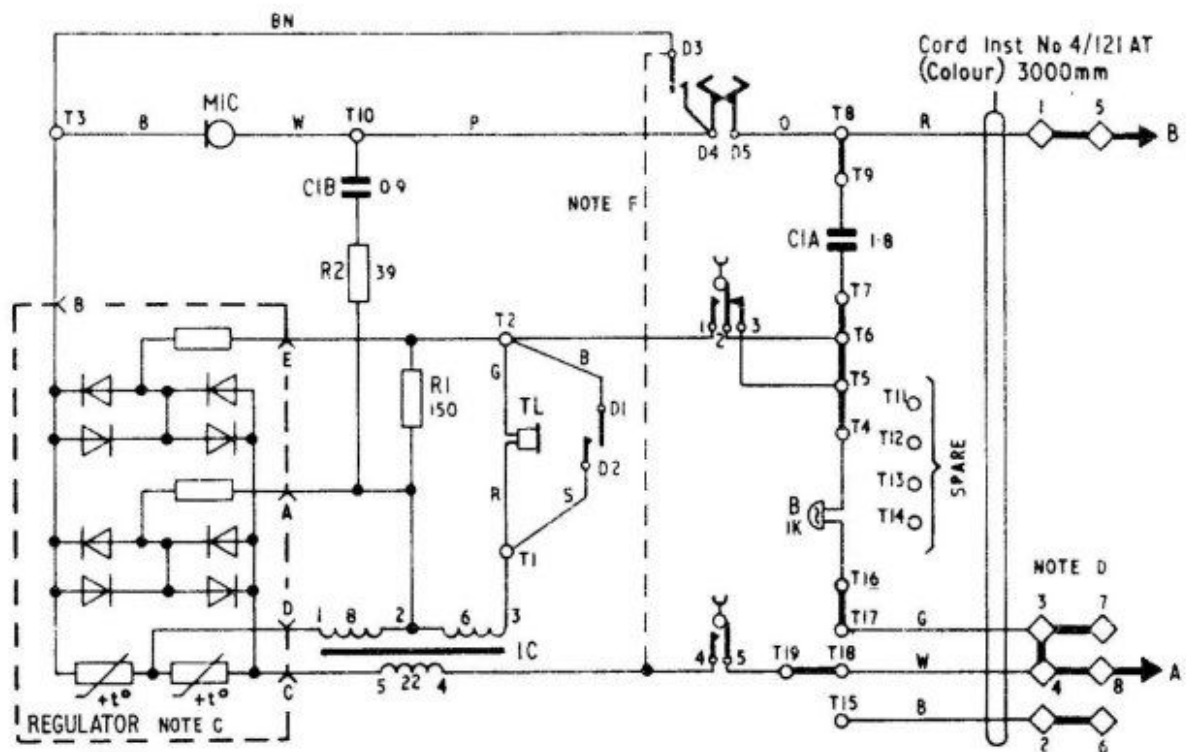 BN
D3
Cord Inst No 4/121 AT
(Colour) 3000mm
T3
B
MIC
W
T10
P
D4
D5
O
T8
R
1
5
B
T9
C1B
0·9
NOTE F
C1A
1·8
R2
39
T7
B
T2
1
2
3
T6
E
G
B
T5
R1
150
TL
D1
T11
T4
T12
D2
T13
SPARE
R
S
B
1K
T14
A
T1
NOTE D
D
T16
3
7
1
8
2
6
3
T17
G
1C
4
5
T19
T18
W
4
8
A
+t°
+t°
C
5
22
4
T15
B
2
6
REGULATOR NOTE C